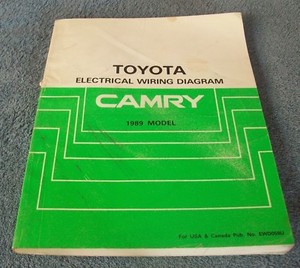 TOYOTA
ELECTRICAL WIRING DIAGRAM
CAMRY
1989 MODEL
For USA & Canada Pub. No.